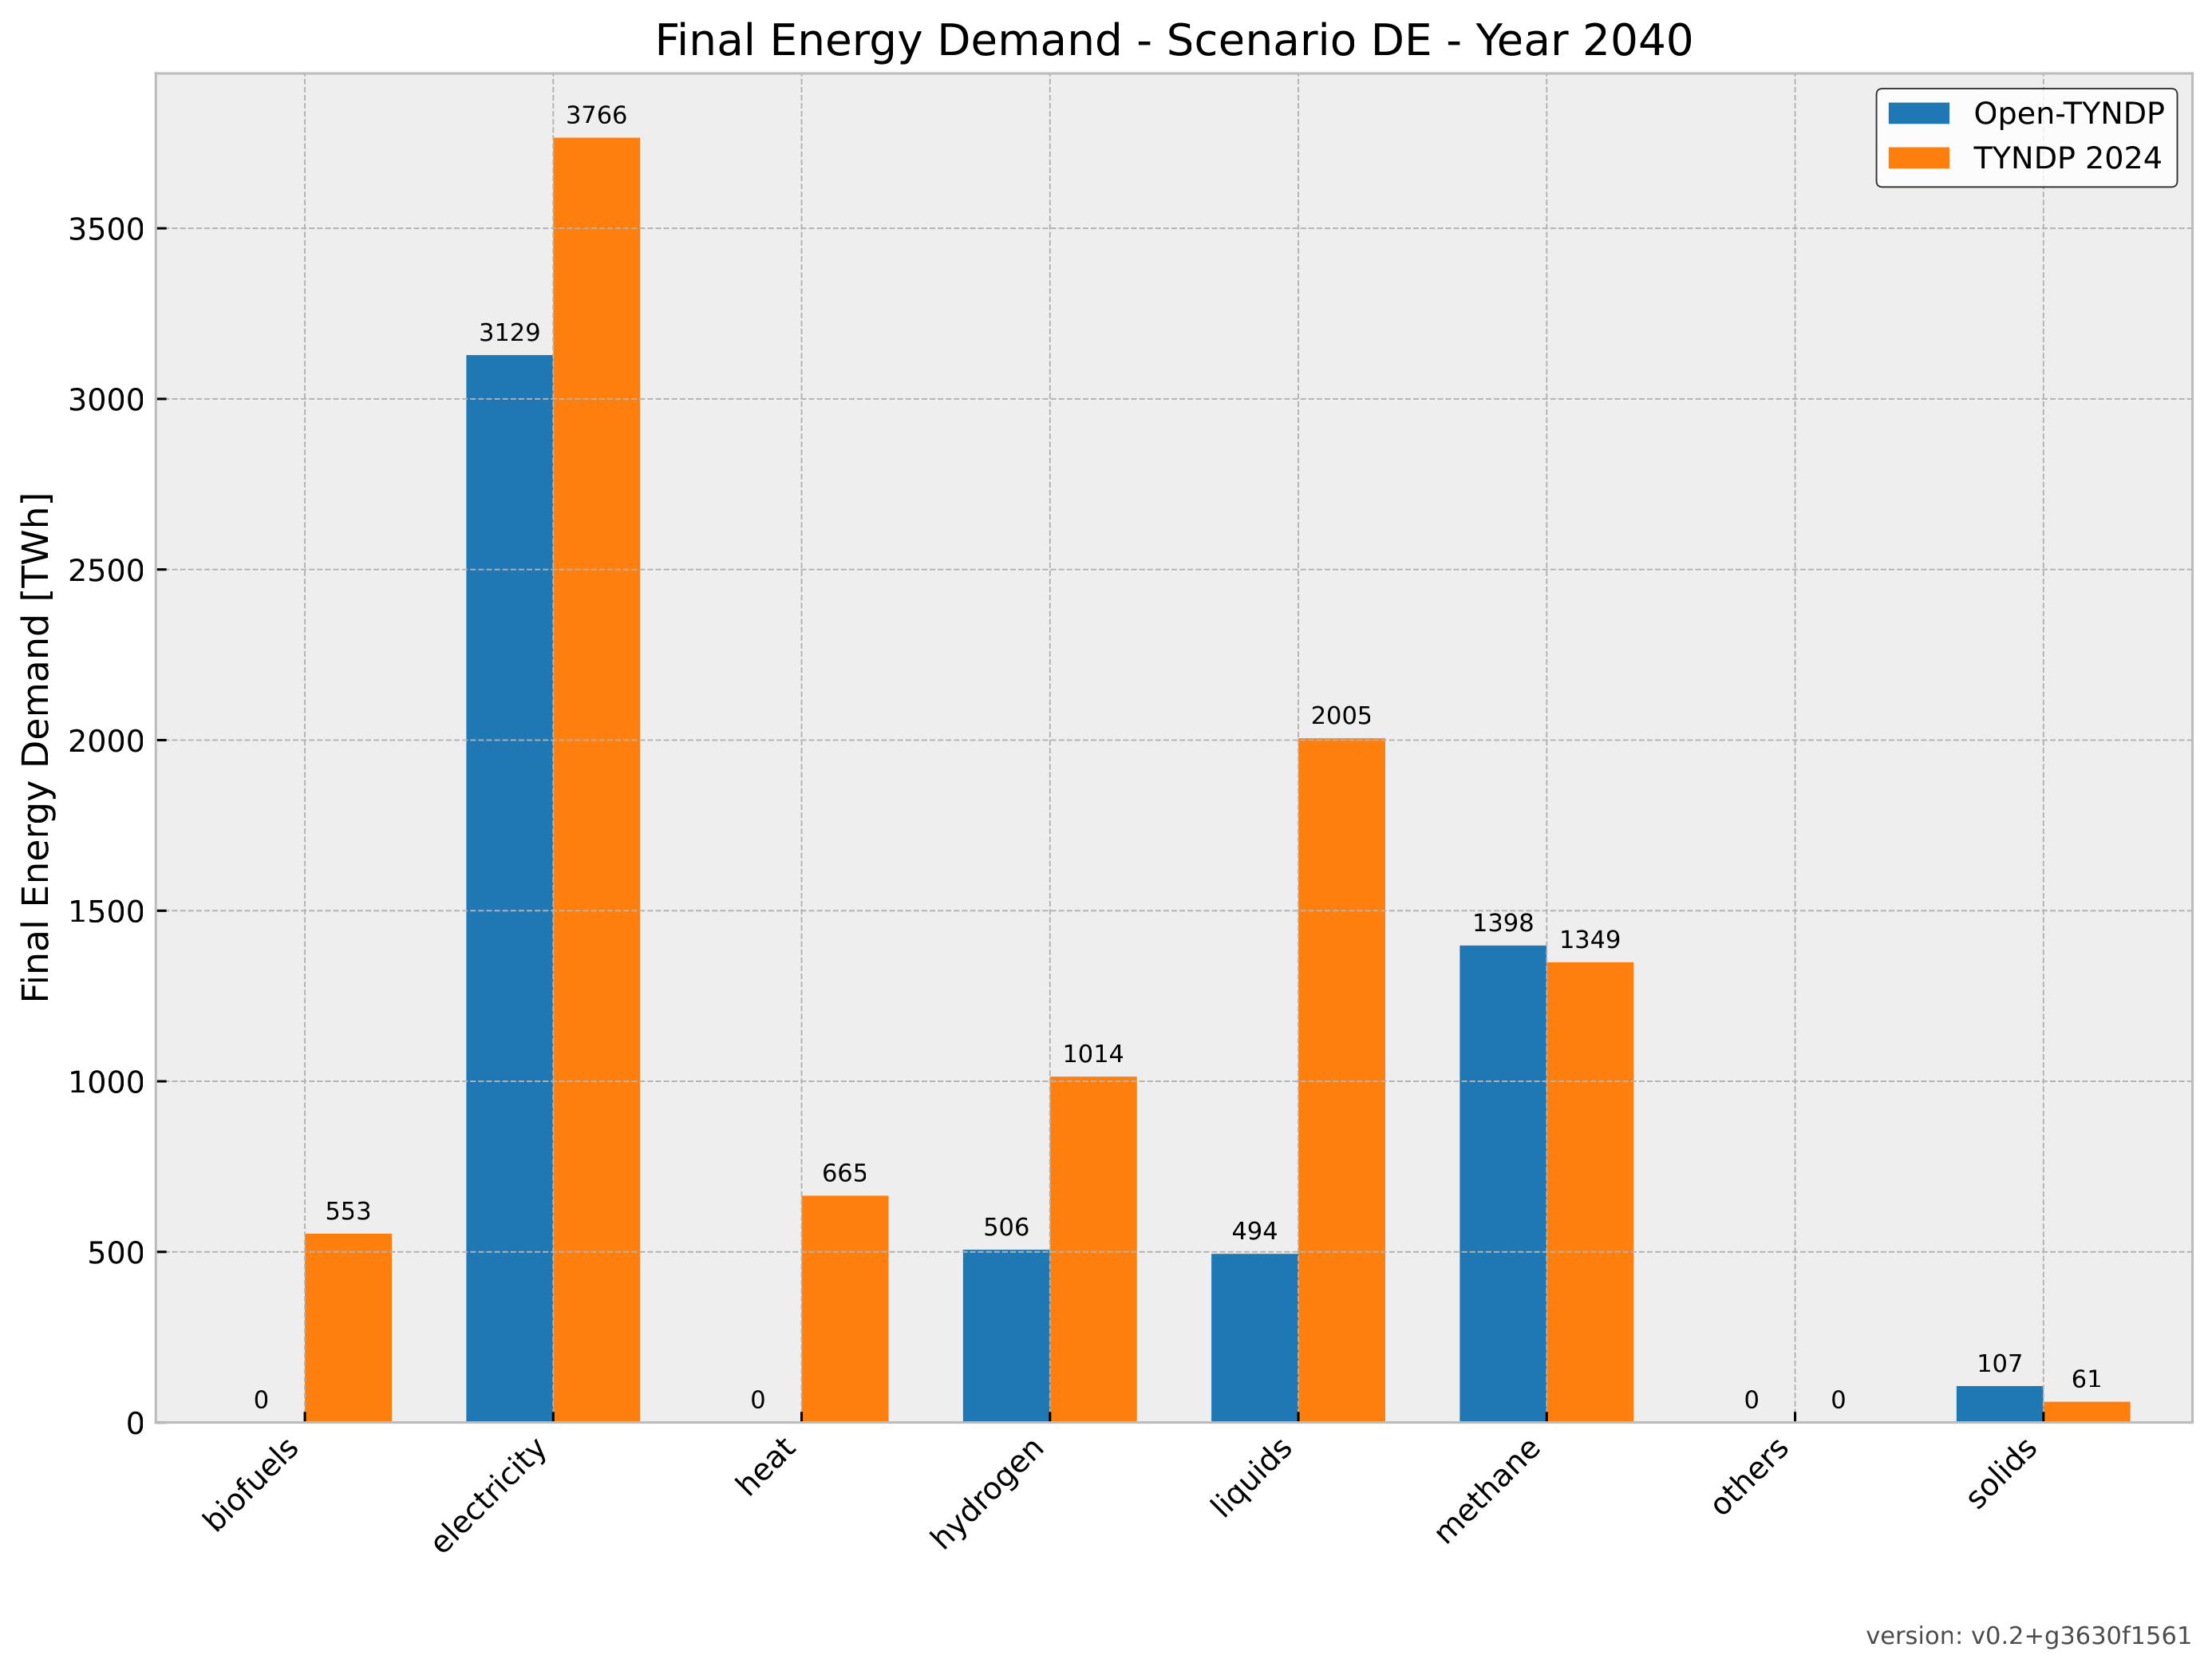 Final Energy Demand - Scenario DE - Year 2040
Open-TYNDP
TYNDP 2024
Final Energy Demand [TWh]
3500
3000
2500
2000
1500
1000
500
0
0
553
3129
3766
0
665
506
1014
494
2005
1398
1349
0
0
107
61
biofuels
electricity
heat
hydrogen
liquids
methane
others
solids
version: v0.2+g3630f1561